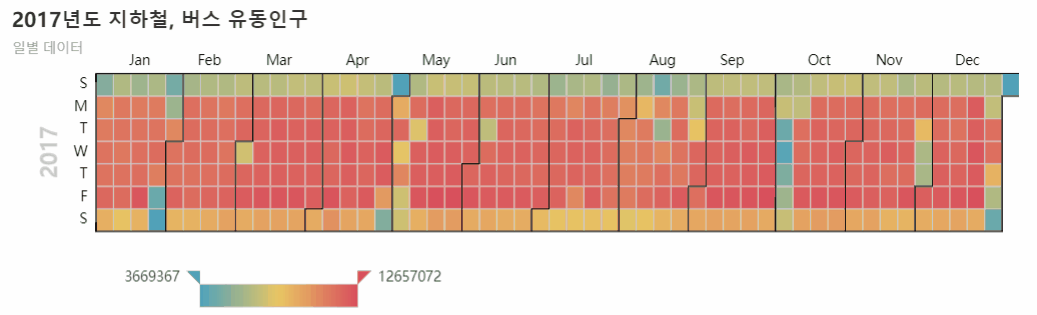 2017년도 지하철, 버스 유동인구
일별 데이터
Jan Feb Mar Apr May Jun Jul Aug Sep Oct Nov Dec
S
M
T
W
T
F
S
2017
3669367 12657072